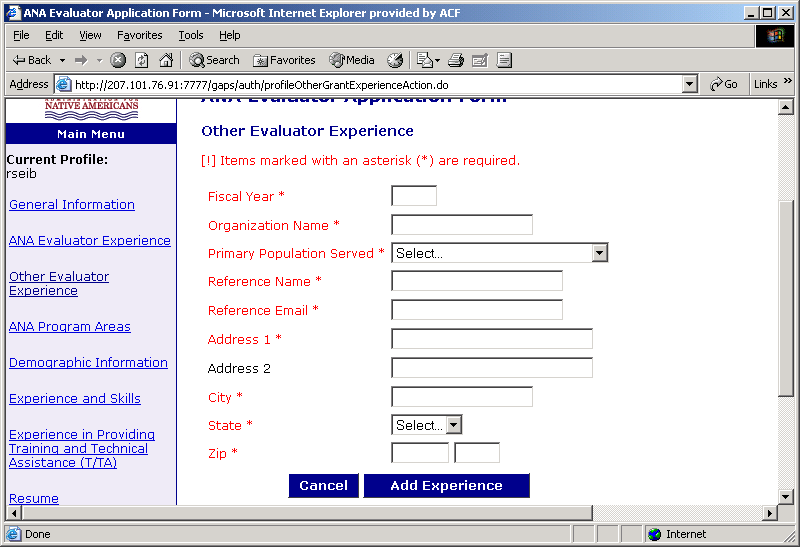 ANA Evaluator Application Form - Microsoft Internet Explorer provided by ACF
File Edit View Favorites Tools Help
Back Search Favorites Media
Address http://207.101.76.91:7777/gaps/auth/profileOtherGrantExperienceAction.do Go Links »
ADMINISTRATION FOR
NATIVE AMERICANS
Main Menu
Current Profile:
rseib
General Information
ANA Evaluator Experience
Other Evaluator
Experience
ANA Program Areas
Demographic Information
Experience and Skills
Experience in Providing
Training and Technical
Assistance (T/TA)
Resume
ANA Evaluator Application Form
Other Evaluator Experience
[!] Items marked with an asterisk (*) are required.
Fiscal Year *
Organization Name *
Primary Population Served * Select...
Reference Name *
Reference Email *
Address 1 *
Address 2
City *
State * Select...
Zip *
Cancel Add Experience
Done Internet